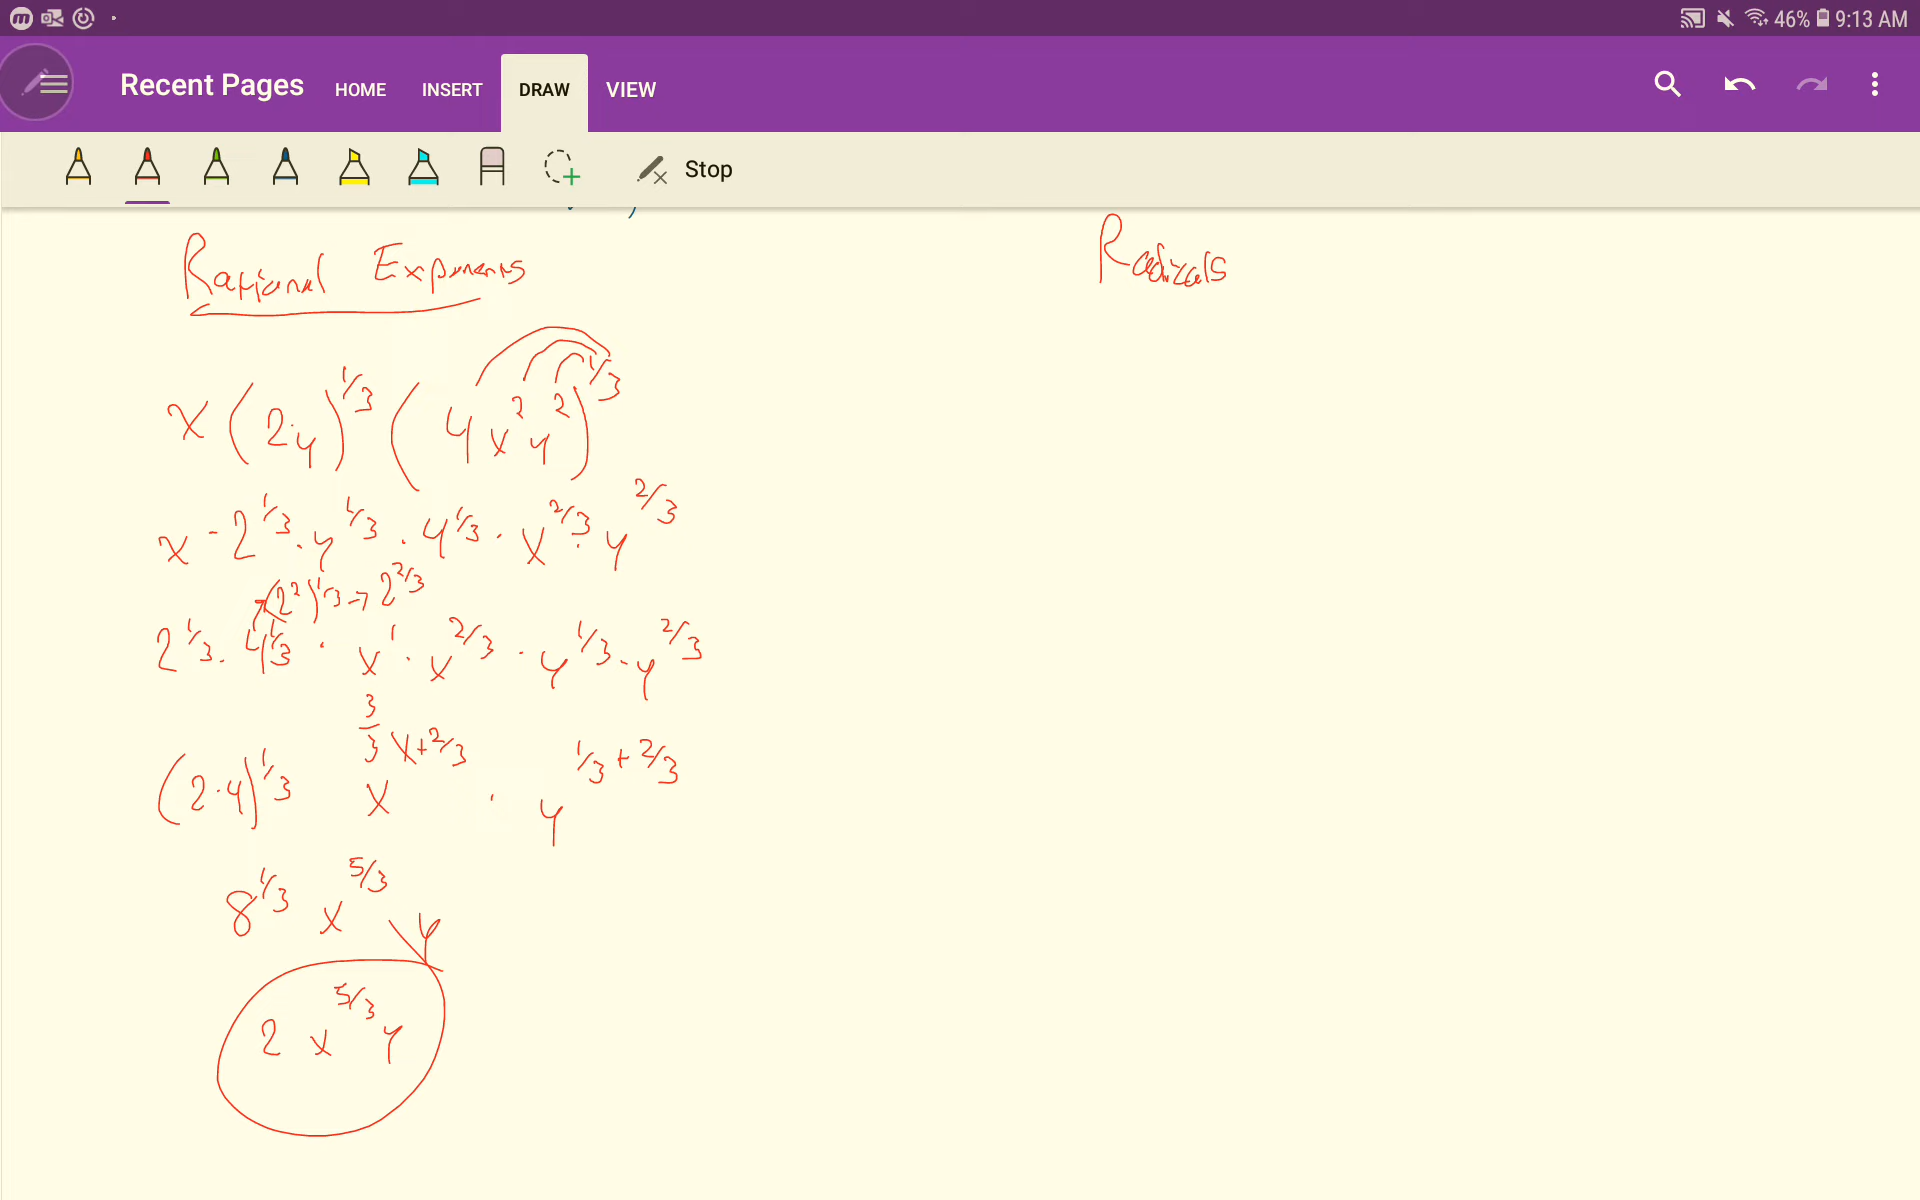 46% 9:13 AM
Recent Pages HOME INSERT DRAW VIEW
Stop
Rational Exponents
Radicals
x (2·y)^1/3 (4 x^2 y^2)^1/3
x · 2^1/3 · y^1/3 · 4^1/3 · x^2/3 · y^2/3
→(2^2)^1/3 → 2^2/3
2^1/3 · 4^1/3 · x^1 · x^2/3 · y^1/3 · y^2/3
(2·4)^1/3 x^3/3+2/3 · y^1/3+2/3
8^1/3 x^5/3 y
2 x^5/3 y